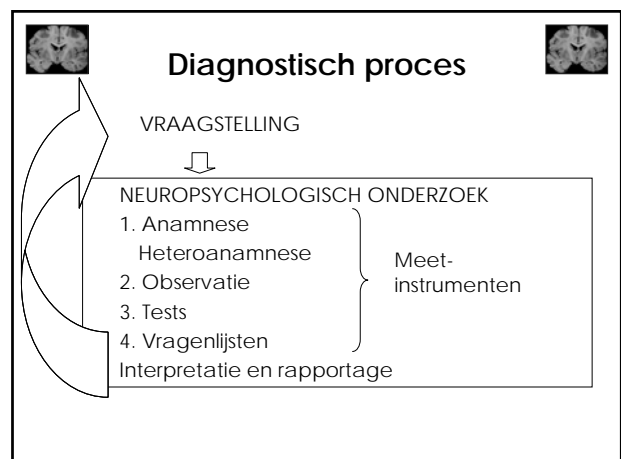 Diagnostisch proces
VRAAGSTELLING
NEUROPSYCHOLOGISCH ONDERZOEK
1. Anamnese
Heteroanamnese
2. Observatie
3. Tests
4. Vragenlijsten
Meet-
instrumenten
Interpretatie en rapportage